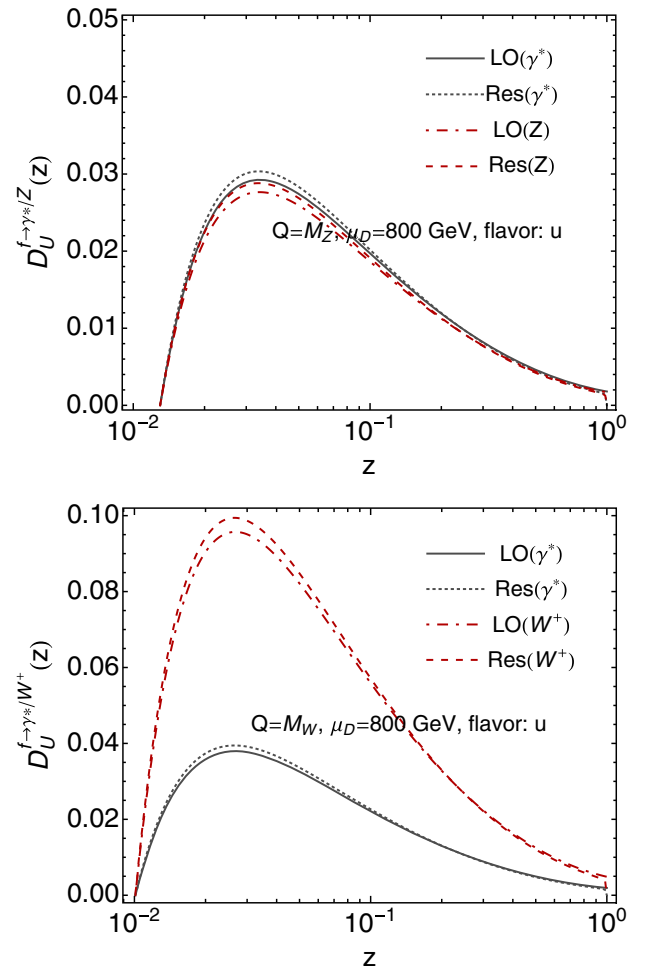 0.05
0.04
0.03
0.02
0.01
0.00
D_U^{f→γ*/Z}(z)
LO(γ*)
Res(γ*)
LO(Z)
Res(Z)
Q=M_Z, μ_D=800 GeV, flavor: u
10^{-2} 10^{-1} 10^0
z
0.10
0.08
0.06
0.04
0.02
0.00
D_U^{f→γ*/W^+}(z)
LO(γ*)
Res(γ*)
LO(W^+)
Res(W^+)
Q=M_W, μ_D=800 GeV, flavor: u
10^{-2} 10^{-1} 10^0
z